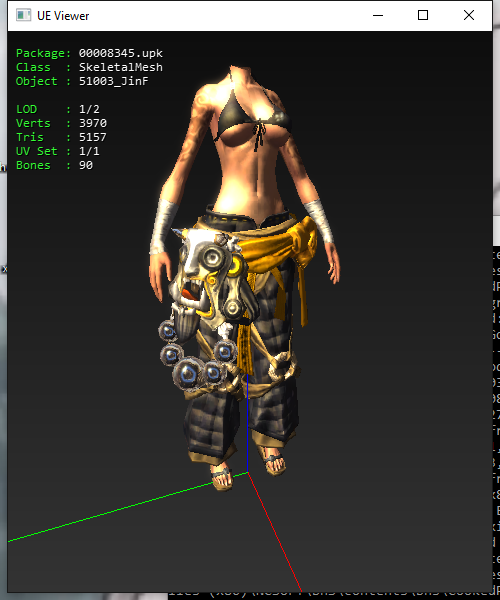 UE Viewer
Package: 00008345.upk
Class : SkeletalMesh
Object : 51003_JinF
LOD : 1/2
Verts : 3970
Tris : 5157
UV Set : 1/1
Bones : 90